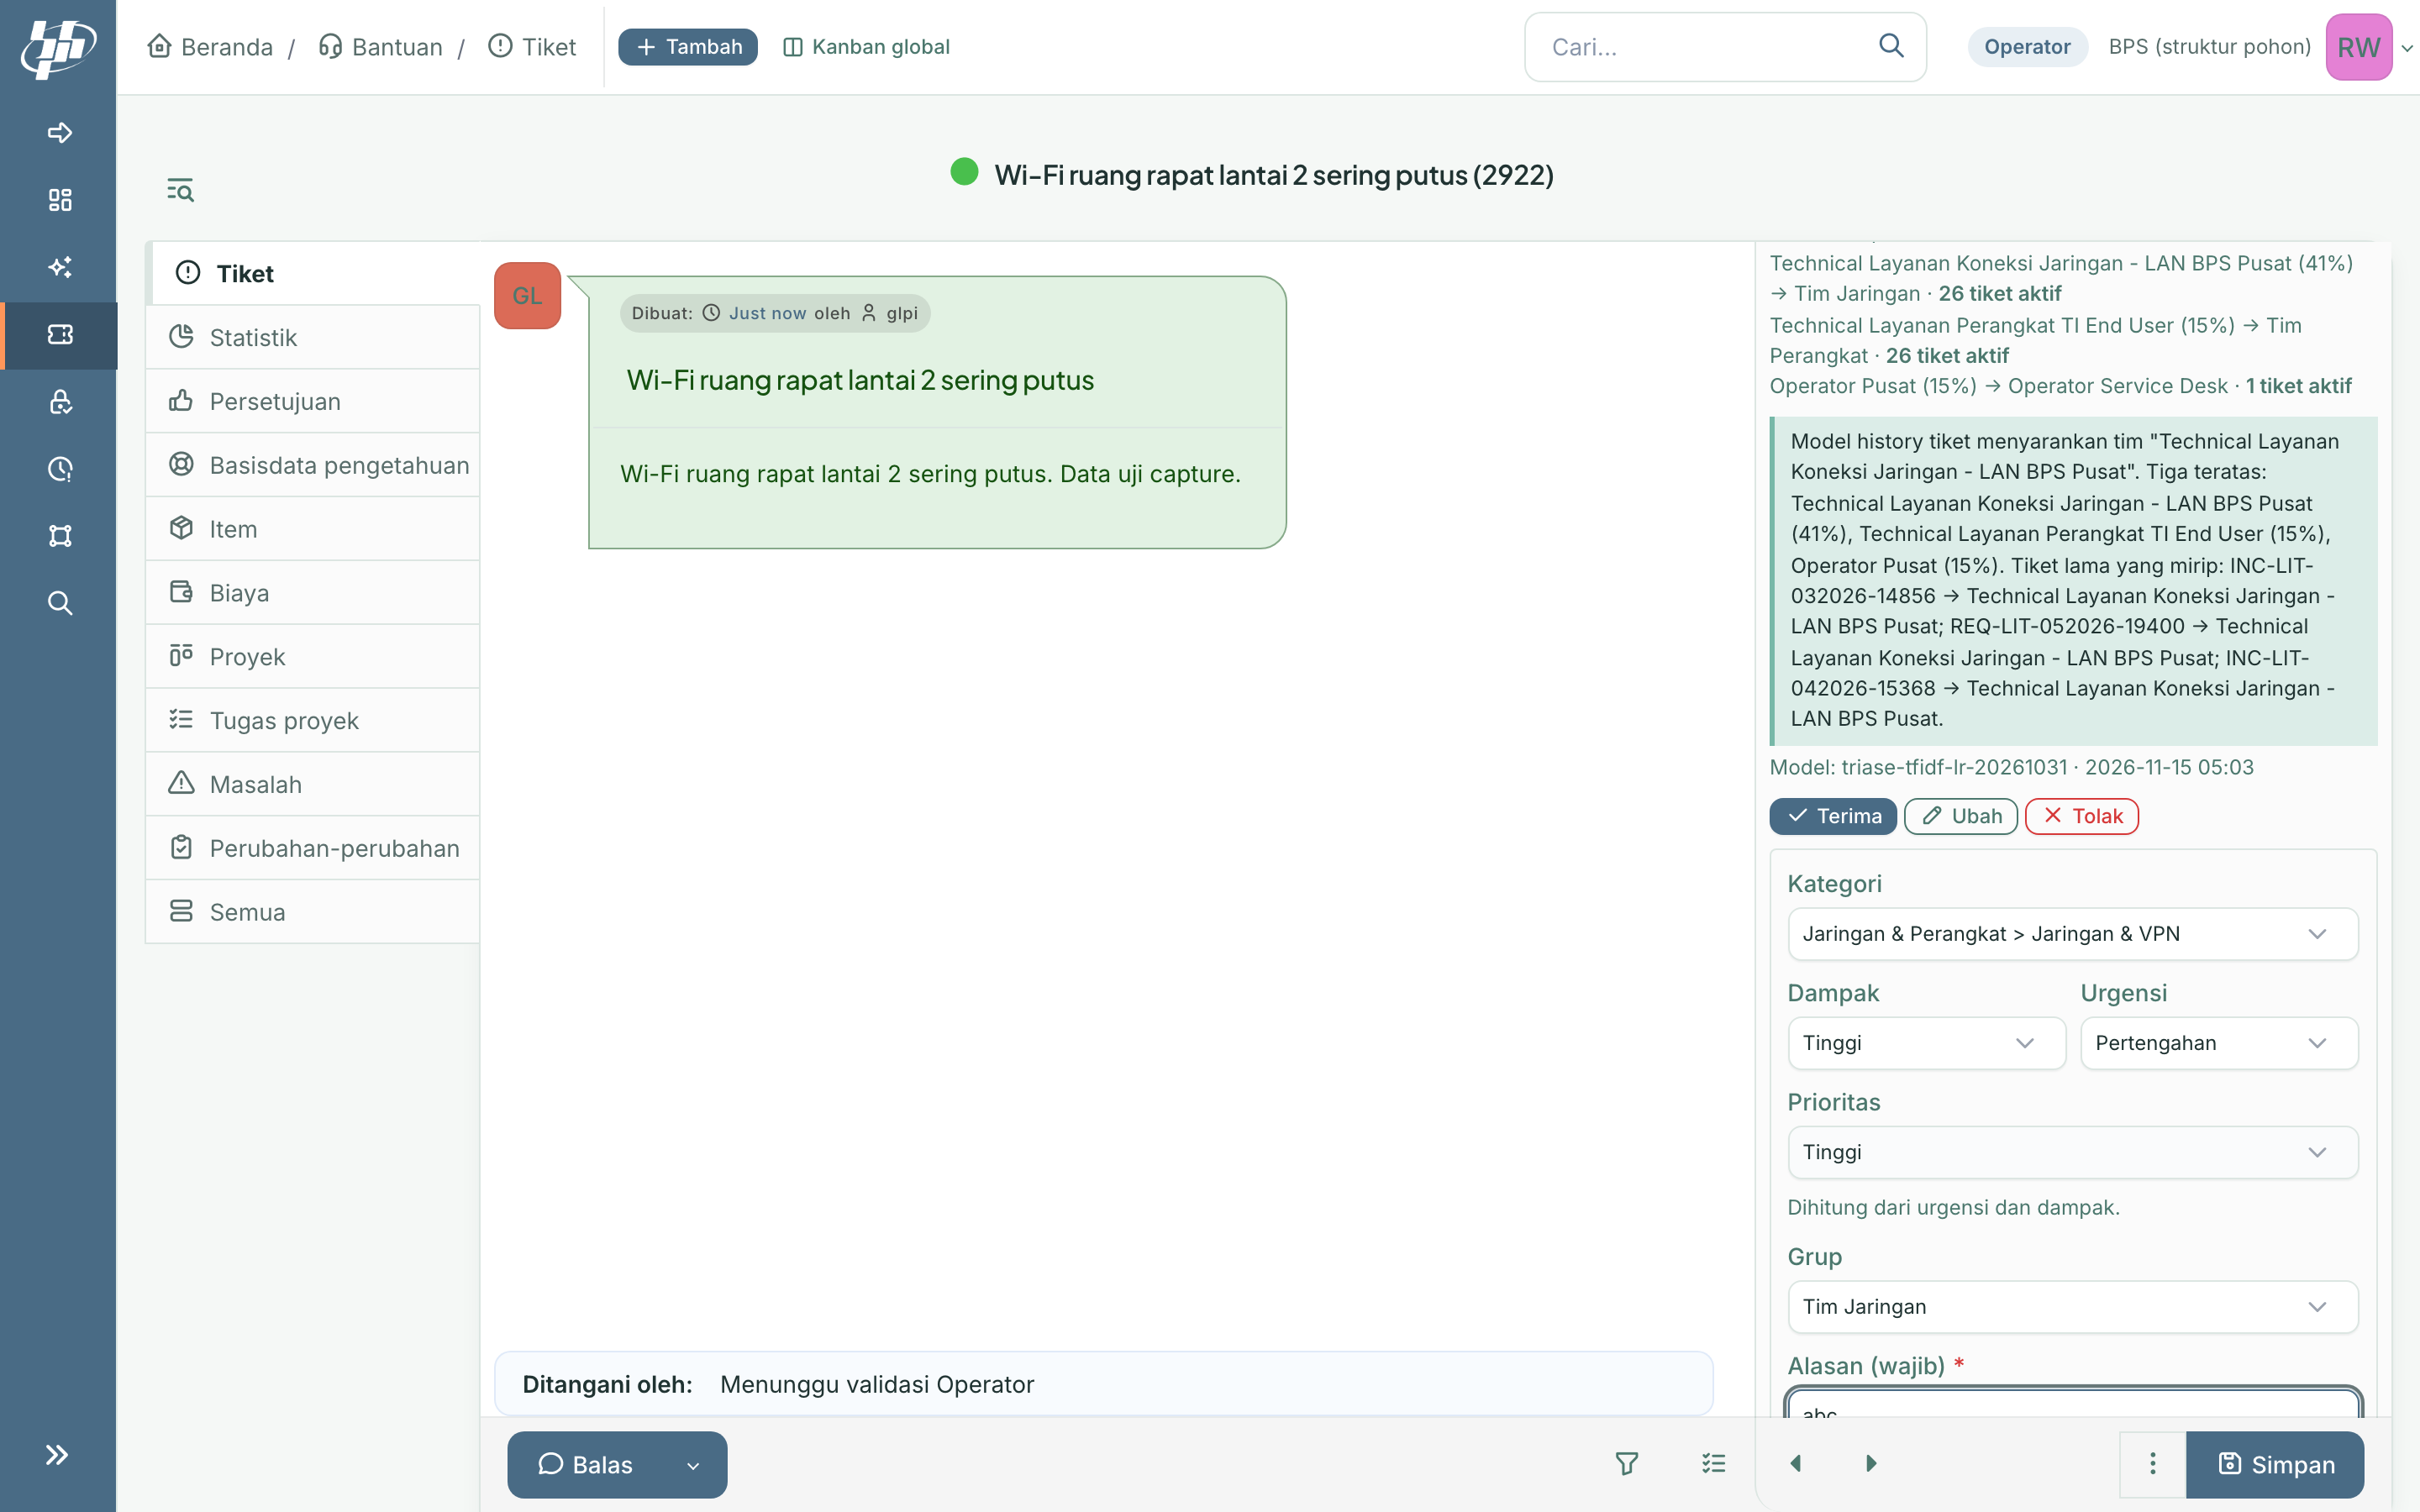 Beranda / Bantuan / Tiket
Tambah
Kanban global
Cari...
Operator
BPS (struktur pohon)
RW
Wi-Fi ruang rapat lantai 2 sering putus (2922)
Tiket
Statistik
Persetujuan
Basisdata pengetahuan
Item
Biaya
Proyek
Tugas proyek
Masalah
Perubahan-perubahan
Semua
GL
Dibuat: Just now oleh glpi
Wi-Fi ruang rapat lantai 2 sering putus
Wi-Fi ruang rapat lantai 2 sering putus. Data uji capture.
Ditangani oleh: Menunggu validasi Operator
Balas
Technical Layanan Koneksi Jaringan - LAN BPS Pusat (41%)
→ Tim Jaringan · 26 tiket aktif
Technical Layanan Perangkat TI End User (15%) → Tim
Perangkat · 26 tiket aktif
Operator Pusat (15%) → Operator Service Desk · 1 tiket aktif
Model history tiket menyarankan tim "Technical Layanan
Koneksi Jaringan - LAN BPS Pusat". Tiga teratas:
Technical Layanan Koneksi Jaringan - LAN BPS Pusat
(41%), Technical Layanan Perangkat TI End User (15%),
Operator Pusat (15%). Tiket lama yang mirip: INC-LIT-
032026-14856 → Technical Layanan Koneksi Jaringan -
LAN BPS Pusat; REQ-LIT-052026-19400 → Technical
Layanan Koneksi Jaringan - LAN BPS Pusat; INC-LIT-
042026-15368 → Technical Layanan Koneksi Jaringan -
LAN BPS Pusat.
Model: triase-tfidf-lr-20261031 · 2026-11-15 05:03
Terima
Ubah
Tolak
Kategori
Jaringan & Perangkat > Jaringan & VPN
Dampak
Urgensi
Tinggi
Pertengahan
Prioritas
Tinggi
Dihitung dari urgensi dan dampak.
Grup
Tim Jaringan
Alasan (wajib) *
abc
Simpan